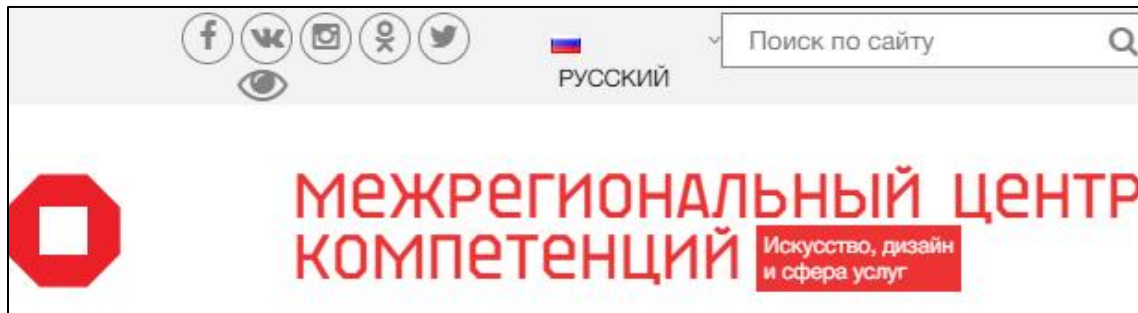 Поиск по сайту
РУССКИЙ
МЕЖРЕГИОНАЛЬНЫЙ ЦЕНТР
КОМПЕТЕНЦИЙ
Искусство, дизайн
и сфера услуг